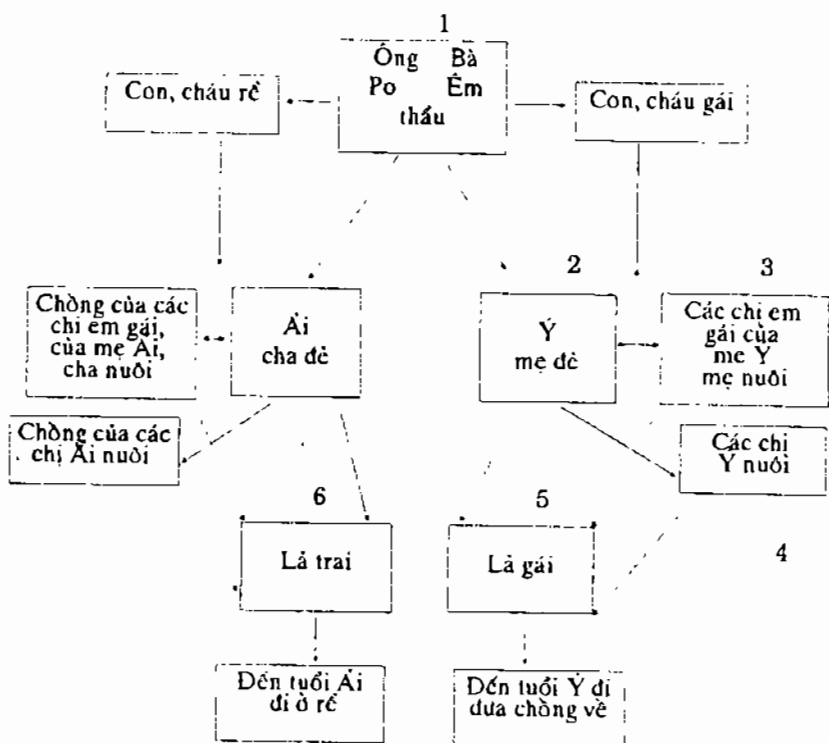 1
Ông Bà
Po Êm
thẩu
Con, cháu rể
Con, cháu gái
2
3
Chồng của các
chị em gái,
của mẹ Ải,
cha nuôi
Ải
cha đẻ
Ý
mẹ đẻ
Các chị em
gái của
mẹ Ý
mẹ nuôi
Chồng của các
chị Ải nuôi
Các chị
Ý nuôi
6
5
4
Lả trai
Lả gái
Đến tuổi Ải
đi ở rể
Đến tuổi Ý đi
đưa chồng về